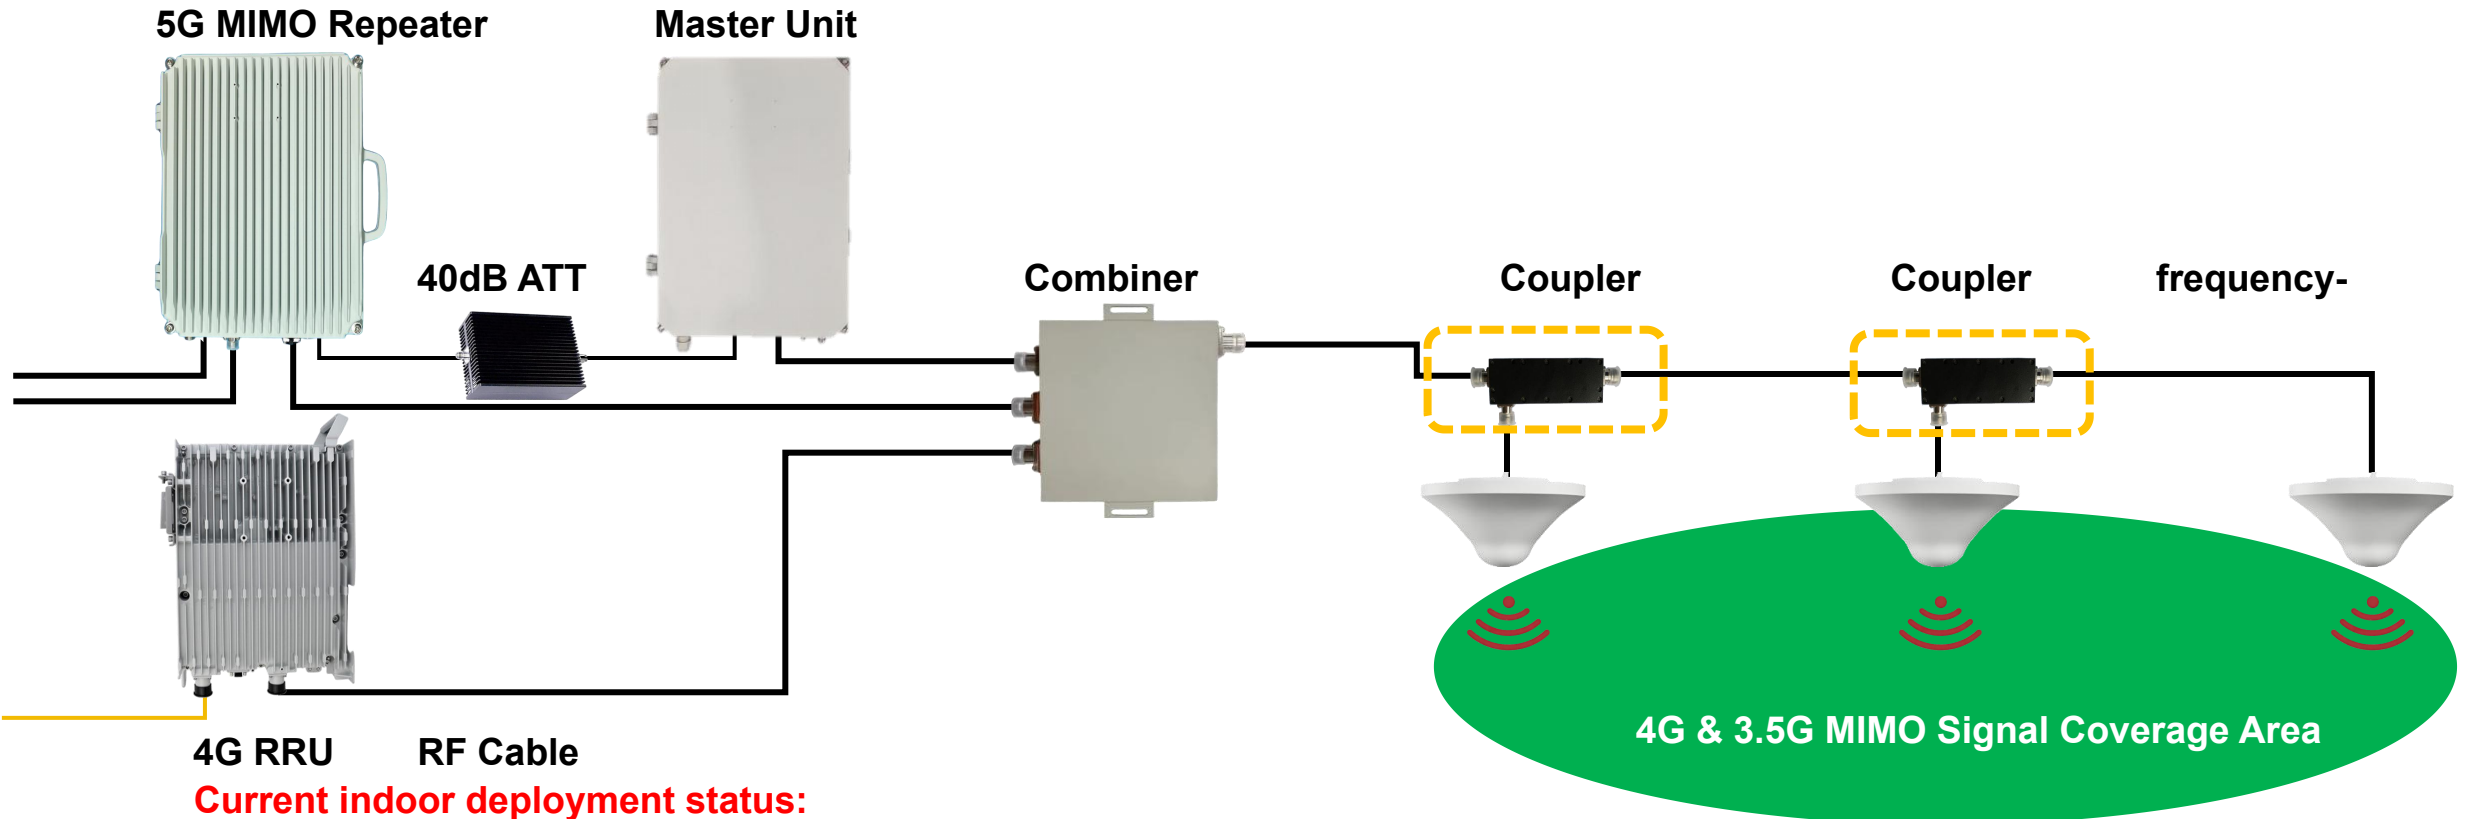 5G MIMO Repeater
Master Unit
40dB ATT
Combiner
Coupler
Coupler
frequency-
4G & 3.5G MIMO Signal Coverage Area
4G RRU
RF Cable
Current indoor deployment status: